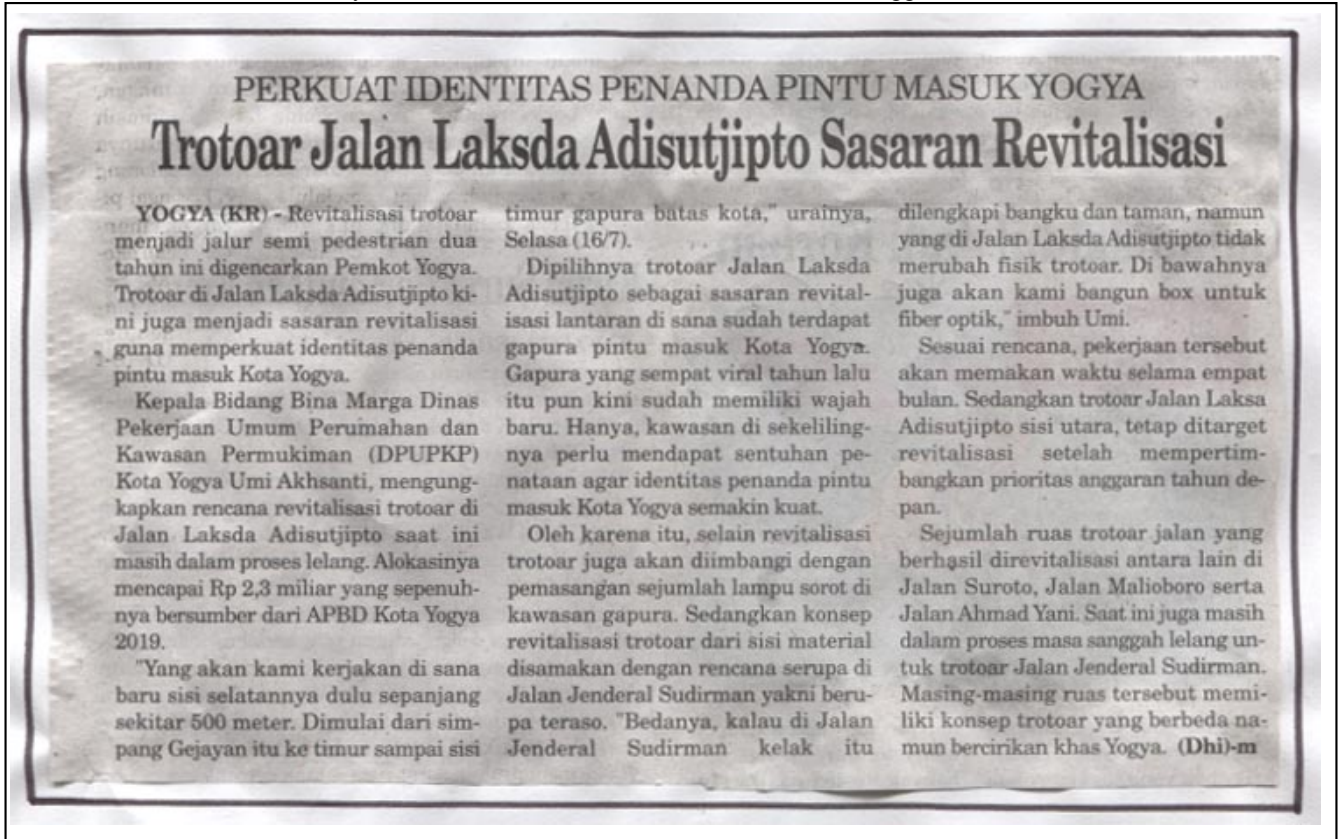 PERKUAT IDENTITAS PENANDA PINTU MASUK YOGYA
Trotoar Jalan Laksda Adisutjipto Sasaran Revitalisasi
YOGYA (KR) - Revitalisasi trotoar
menjadi jalur semi pedestrian dua
tahun ini digencarkan Pemkot Yogya.
Trotoar di Jalan Laksda Adisutjipto ki-
ni juga menjadi sasaran revitalisasi
guna memperkuat identitas penanda
pintu masuk Kota Yogya.
Kepala Bidang Bina Marga Dinas
Pekerjaan Umum Perumahan dan
Kawasan Permukiman (DPUPKP)
Kota Yogya Umi Akhsanti, mengung-
kapkan rencana revitalisasi trotoar di
Jalan Laksda Adisutjipto saat ini
masih dalam proses lelang. Alokasinya
mencapai Rp 2,3 miliar yang sepenuh-
nya bersumber dari APBD Kota Yogya
2019.
"Yang akan kami kerjakan di sana
baru sisi selatannya dulu sepanjang
sekitar 500 meter. Dimulai dari sim-
pang Gejayan itu ke timur sampai sisi
timur gapura batas kota," urainya,
Selasa (16/7).
Dipilihnya trotoar Jalan Laksda
Adisutjipto sebagai sasaran revital-
isasi lantaran di sana sudah terdapat
gapura pintu masuk Kota Yogya.
Gapura yang sempat viral tahun lalu
itu pun kini sudah memiliki wajah
baru. Hanya, kawasan di sekeliling-
nya perlu mendapat sentuhan pe-
nataan agar identitas penanda pintu
masuk Kota Yogya semakin kuat.
Oleh karena itu, selain revitalisasi
trotoar juga akan diimbangi dengan
pemasangan sejumlah lampu sorot di
kawasan gapura. Sedangkan konsep
revitalisasi trotoar dari sisi material
disamakan dengan rencana serupa di
Jalan Jenderal Sudirman yakni beru-
pa teraso. "Bedanya, kalau di Jalan
Jenderal Sudirman kelak itu
dilengkapi bangku dan taman, namun
yang di Jalan Laksda Adisutjipto tidak
merubah fisik trotoar. Di bawahnya
juga akan kami bangun box untuk
fiber optik," imbuh Umi.
Sesuai rencana, pekerjaan tersebut
akan memakan waktu selama empat
bulan. Sedangkan trotoar Jalan Laksa
Adisutjipto sisi utara, tetap ditarget
revitalisasi setelah mempertim-
bangkan prioritas anggaran tahun de-
pan.
Sejumlah ruas trotoar jalan yang
berhasil direvitalisasi antara lain di
Jalan Suroto, Jalan Malioboro serta
Jalan Ahmad Yani. Saat ini juga masih
dalam proses masa sanggah lelang un-
tuk trotoar Jalan Jenderal Sudirman.
Masing-masing ruas tersebut memi-
liki konsep trotoar yang berbeda na-
mun bercirikan khas Yogya. (Dhi)-m